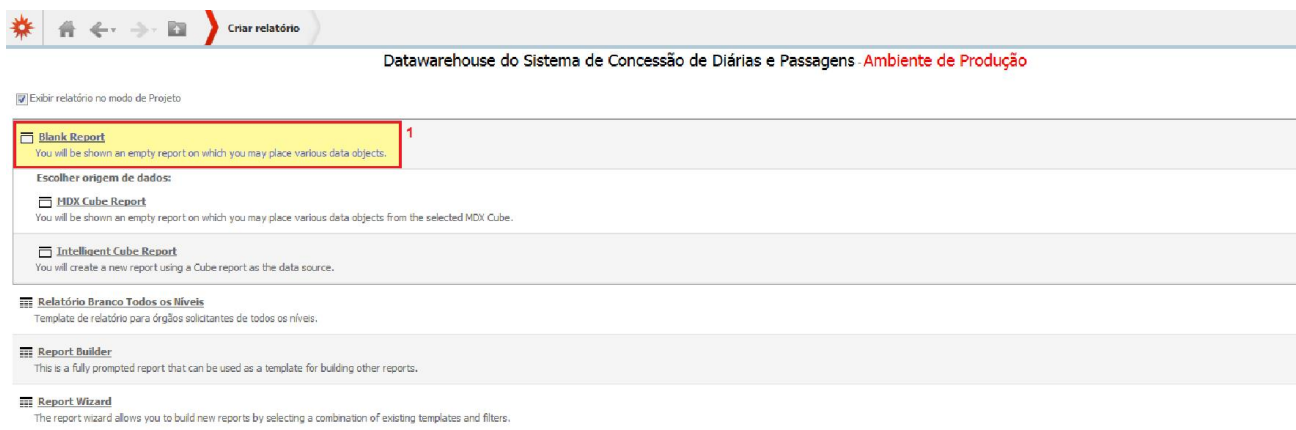 Criar relatório
Datawarehouse do Sistema de Concessão de Diárias e Passagens - Ambiente de Produção
Exibir relatório no modo de Projeto
Blank Report 1
You will be shown an empty report on which you may place various data objects.
Escolher origem de dados:
MDX Cube Report
You will be shown an empty report on which you may place various data objects from the selected MDX Cube.
Intelligent Cube Report
You will create a new report using a Cube report as the data source.
Relatório Branco Todos os Níveis
Template de relatório para órgãos solicitantes de todos os níveis.
Report Builder
This is a fully prompted report that can be used as a template for building other reports.
Report Wizard
The report wizard allows you to build new reports by selecting a combination of existing templates and filters.